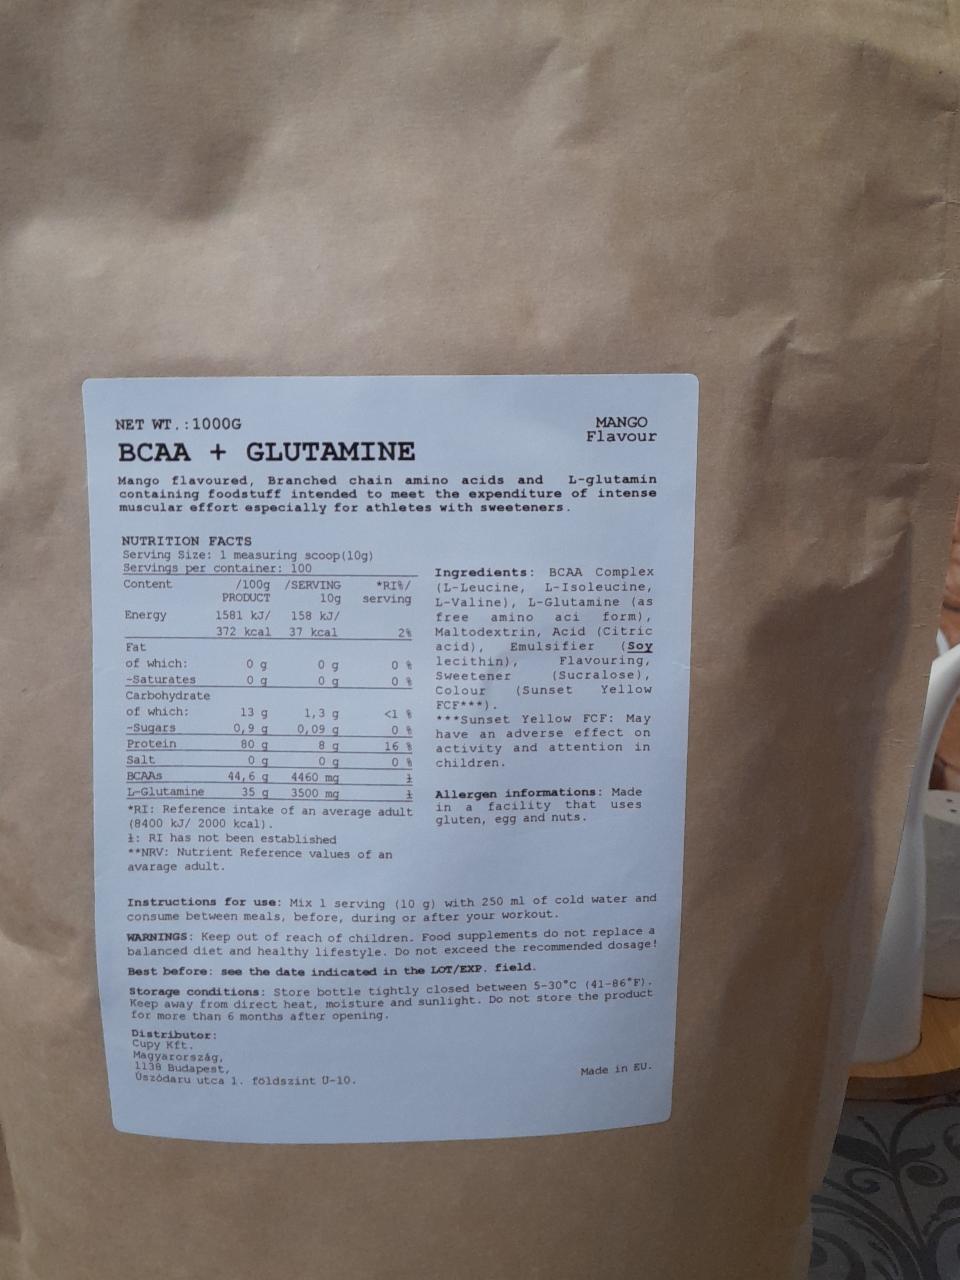 NET WT.:1000G
MANGO
Flavour
BCAA + GLUTAMINE
Mango flavoured, Branched chain amino acids and L-glutamin
containing foodstuff intended to meet the expenditure of intense
muscular effort especially for athletes with sweeteners.
NUTRITION FACTS
Serving Size: 1 measuring scoop(10g)
Servings per container: 100
Content /100g /SERVING *RI%/
PRODUCT 10g serving
Energy 1581 kJ/ 158 kJ/
372 kcal 37 kcal 2%
Fat
of which: 0 g 0 g 0 %
-Saturates 0 g 0 g 0 %
Carbohydrate
of which: 13 g 1,3 g <1 %
-Sugars 0,9 g 0,09 g 0 %
Protein 80 g 8 g 16 %
Salt 0 g 0 g 0 %
BCAAs 44,6 g 4460 mg ‡
L-Glutamine 35 g 3500 mg ‡
*RI: Reference intake of an average adult
(8400 kJ/ 2000 kcal).
‡: RI has not been established
**NRV: Nutrient Reference values of an
avarage adult.
Ingredients: BCAA Complex
(L-Leucine, L-Isoleucine,
L-Valine), L-Glutamine (as
free amino aci form),
Maltodextrin, Acid (Citric
acid), Emulsifier (Soy
lecithin), Flavouring,
Sweetener (Sucralose),
Colour (Sunset Yellow
FCF***).
***Sunset Yellow FCF: May
have an adverse effect on
activity and attention in
children.
Allergen informations: Made
in a facility that uses
gluten, egg and nuts.
Instructions for use: Mix 1 serving (10 g) with 250 ml of cold water and
consume between meals, before, during or after your workout.
WARNINGS: Keep out of reach of children. Food supplements do not replace a
balanced diet and healthy lifestyle. Do not exceed the recommended dosage!
Best before: see the date indicated in the LOT/EXP. field.
Storage conditions: Store bottle tightly closed between 5-30°C (41-86°F).
Keep away from direct heat, moisture and sunlight. Do not store the product
for more than 6 months after opening.
Distributor:
Cupy Kft.
Magyarország,
1138 Budapest,
Úszódaru utca 1. földszint U-10.
Made in EU.